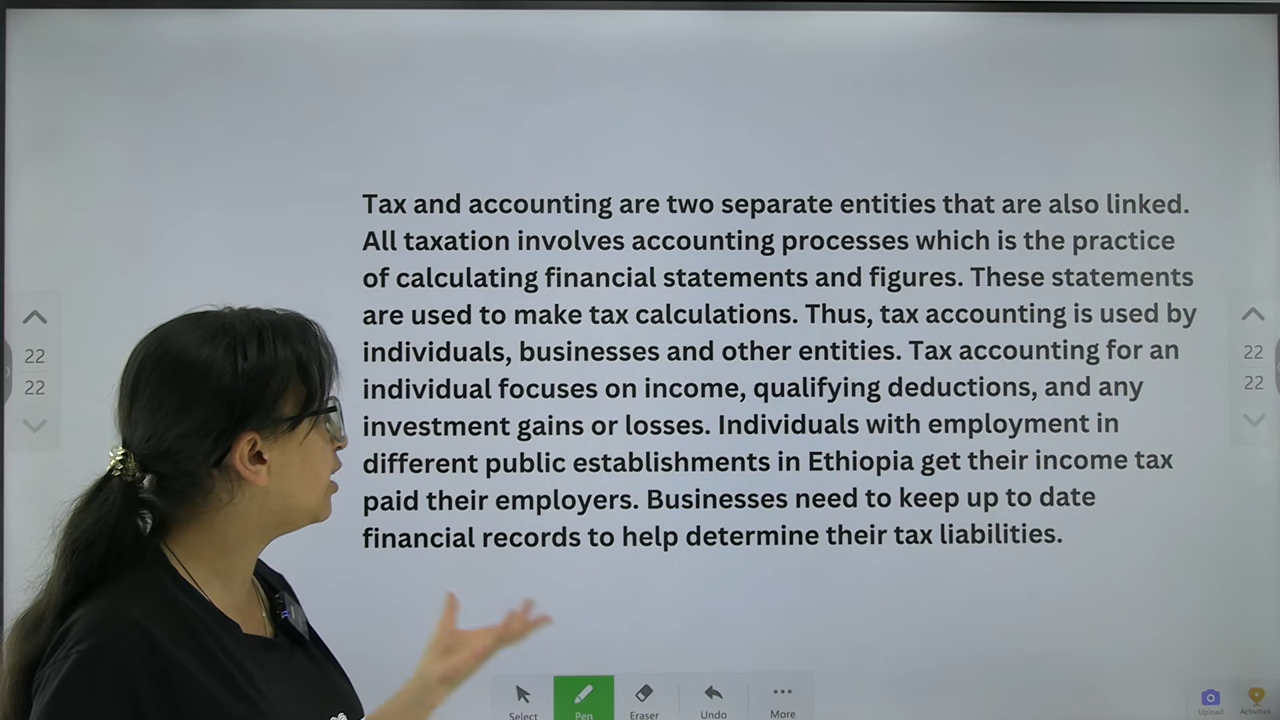 Tax and accounting are two separate entities that are also linked.
All taxation involves accounting processes which is the practice
of calculating financial statements and figures. These statements
are used to make tax calculations. Thus, tax accounting is used by
individuals, businesses and other entities. Tax accounting for an
individual focuses on income, qualifying deductions, and any
investment gains or losses. Individuals with employment in
different public establishments in Ethiopia get their income tax
paid their employers. Businesses need to keep up to date
financial records to help determine their tax liabilities.
22
22
22
22
Select
Pen
Eraser
Undo
More
Upload
Activities